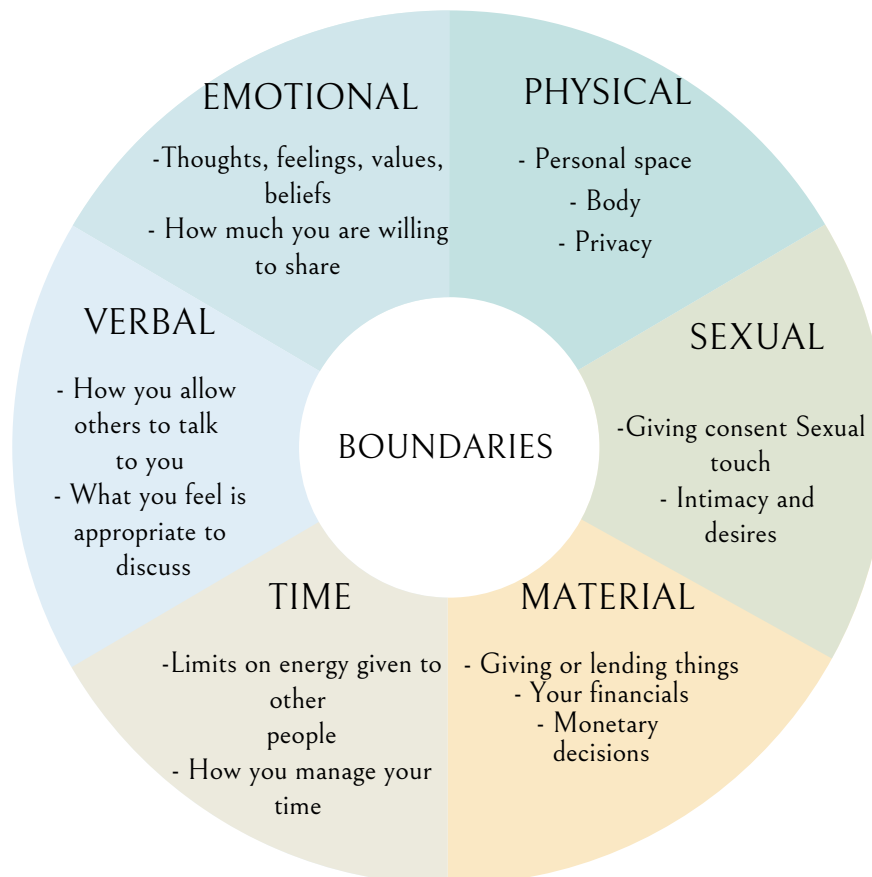 EMOTIONAL
-Thoughts, feelings, values,
beliefs
- How much you are willing
to share
PHYSICAL
- Personal space
- Body
- Privacy
VERBAL
- How you allow
others to talk
to you
- What you feel is
appropriate to
discuss
BOUNDARIES
SEXUAL
-Giving consent Sexual
touch
- Intimacy and
desires
TIME
-Limits on energy given to
other
people
- How you manage your
time
MATERIAL
- Giving or lending things
- Your financials
- Monetary
decisions